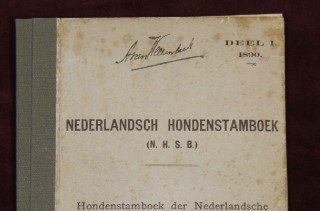 DEEL I.
1890.
NEDERLANDSCH HONDENSTAMBOEK
(N. H. S. B.)
Hondenstamboek der Nederlandsche